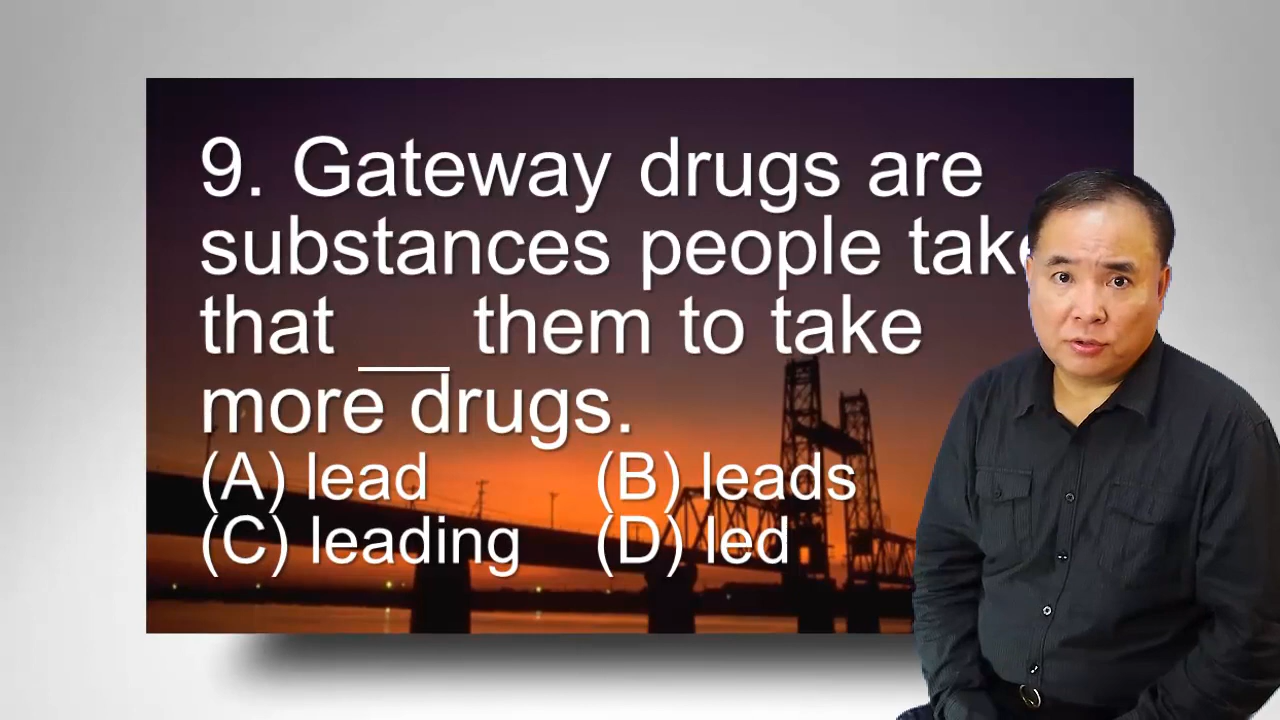 9. Gateway drugs are
substances people take
that ___ them to take
more drugs.
(A) lead (B) leads
(C) leading (D) led